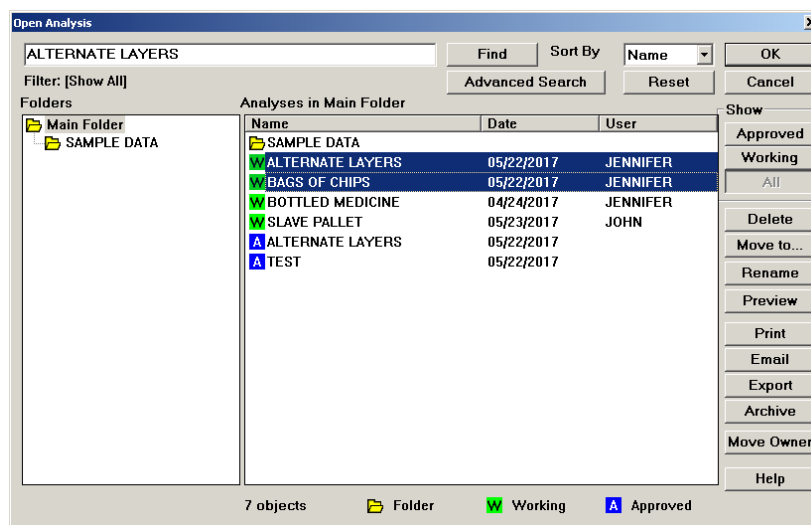 Open Analysis
ALTERNATE LAYERS Find Sort By Name OK
Filter: [Show All] Advanced Search Reset Cancel
Folders Analyses in Main Folder Show
Main Folder Name Date User Approved
SAMPLE DATA SAMPLE DATA
W ALTERNATE LAYERS 05/22/2017 JENNIFER Working
W BAGS OF CHIPS 05/22/2017 JENNIFER All
W BOTTLED MEDICINE 04/24/2017 JENNIFER
W SLAVE PALLET 05/23/2017 JOHN Delete
A ALTERNATE LAYERS 05/22/2017 Move to...
A TEST 05/22/2017 Rename
Preview
Print
Email
Export
Archive
Move Owner
Help
7 objects Folder W Working A Approved